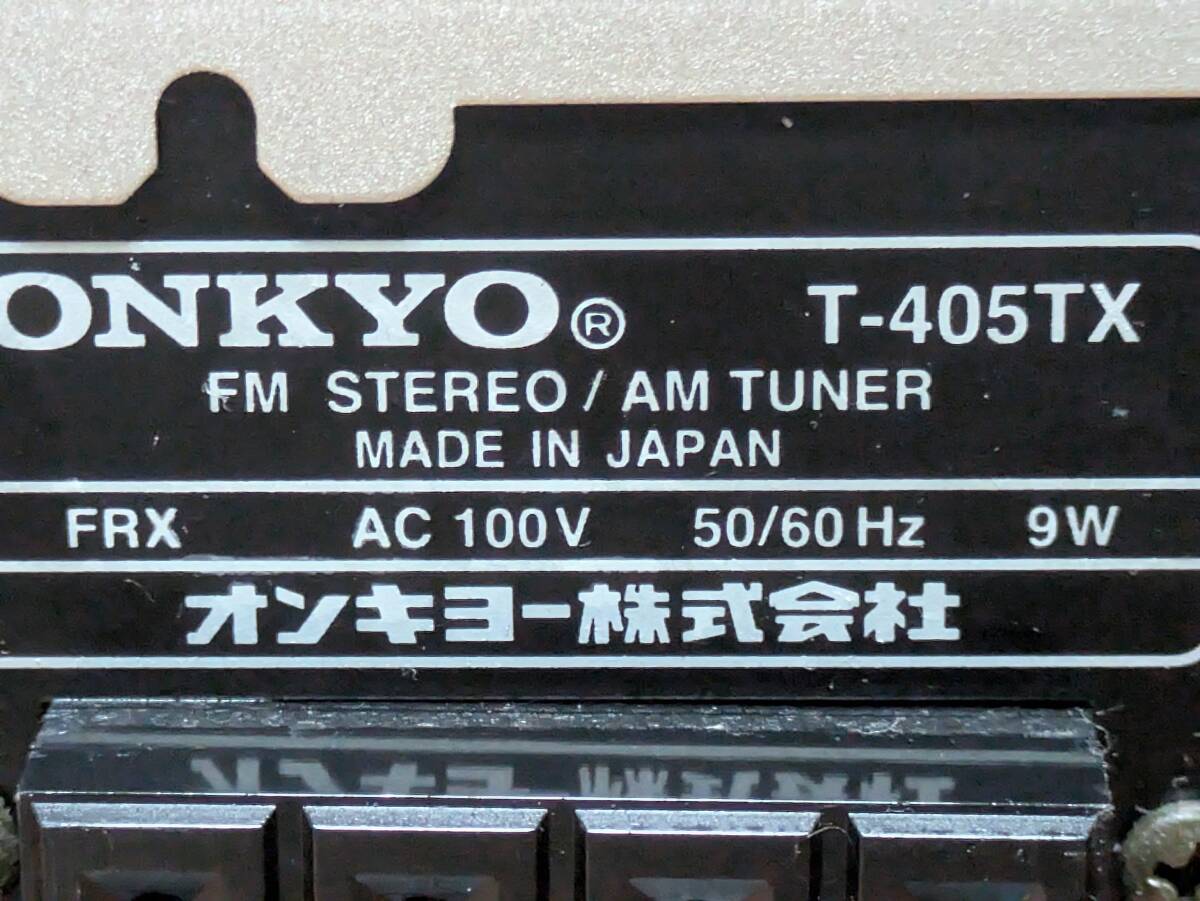 ONKYO® T-405TX
FM STEREO / AM TUNER
MADE IN JAPAN
FRX AC 100V 50/60Hz 9W
オンキヨー株式会社